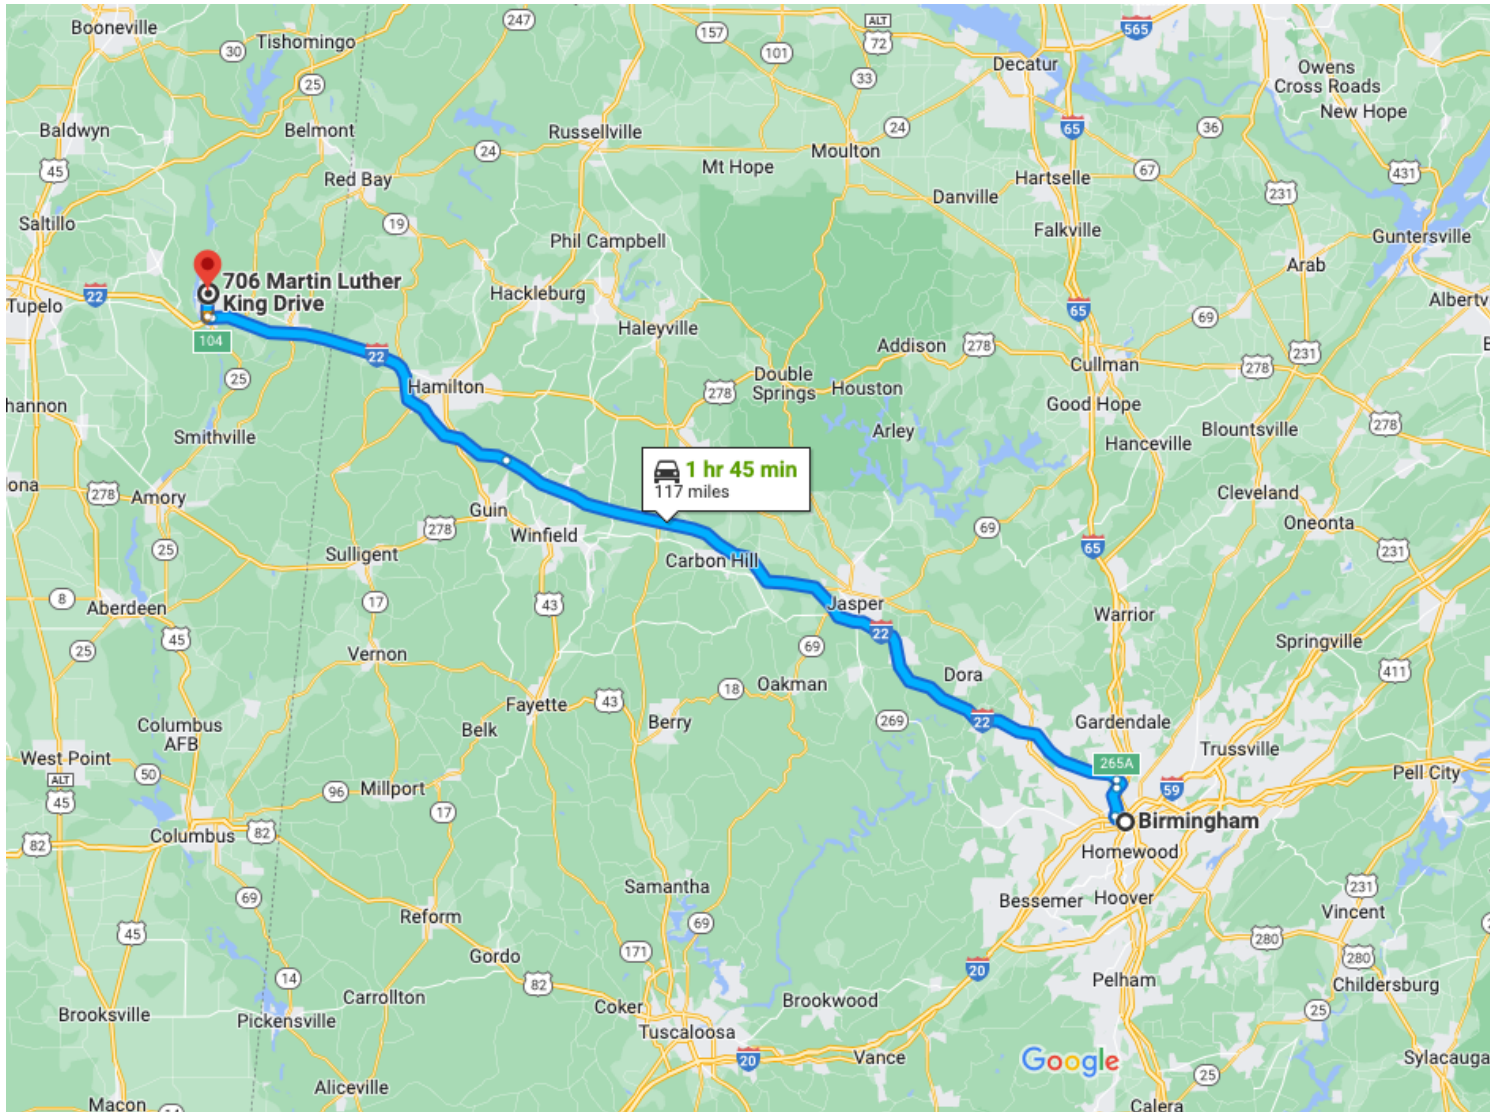 Booneville
247
157
ALT
72
565
30
Tishomingo
101
Decatur
Owens
Cross Roads
25
33
New Hope
Baldwyn
Belmont
Russellville
24
65
36
45
24
Moulton
Mt Hope
Hartselle
67
431
Red Bay
Danville
231
Saltillo
19
Falkville
Guntersville
Phil Campbell
Arab
706 Martin Luther
King Drive
22
Hackleburg
65
Albertv
Tupelo
Haleyville
69
104
22
Addison
278
231
Cullman
278
25
Hamilton
278
Double
Springs
Houston
hannon
Good Hope
278
Smithville
Arley
Hanceville
Blountsville
1 hr 45 min
117 miles
ona
278
Amory
Cleveland
Guin
278
Winfield
69
Oneonta
25
Sulligent
Carbon Hill
65
231
8
Aberdeen
17
43
Jasper
22
Warrior
45
Springville
25
Vernon
69
411
Dora
18
Oakman
Fayette
43
Berry
269
22
Gardendale
Columbus
AFB
Belk
Trussville
West Point
ALT
45
50
265A
Pell City
96
Millport
59
17
Birmingham
82
Columbus
82
Homewood
Samantha
231
69
Bessemer
Hoover
Vincent
Reform
45
69
171
280
Gordo
280
14
82
20
Pelham
Childersburg
Carrollton
Coker
Brookwood
Brooksville
Pickensville
25
Tuscaloosa
20
Vance
Google
Sylacauga
25
Aliceville
Macon
14
Calera